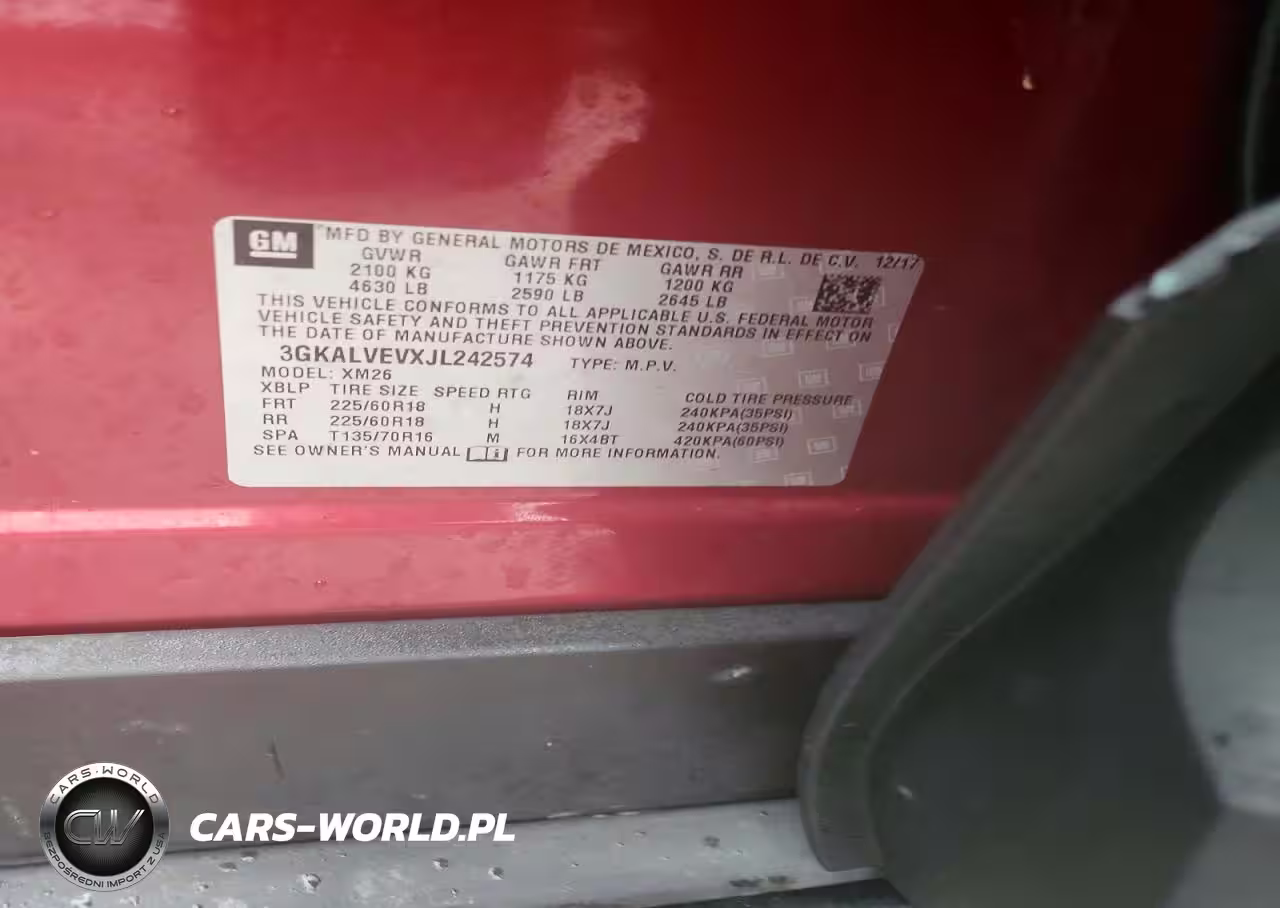 GM
MFD BY GENERAL MOTORS DE MEXICO, S. DE R.L. DE C.V. 12/17
GVWR GAWR FRT GAWR RR
2100 KG 1175 KG 1200 KG
4630 LB 2590 LB 2645 LB
THIS VEHICLE CONFORMS TO ALL APPLICABLE U.S. FEDERAL MOTOR
VEHICLE SAFETY AND THEFT PREVENTION STANDARDS IN EFFECT ON
THE DATE OF MANUFACTURE SHOWN ABOVE.
3GKALVEVXJL242574 TYPE: M.P.V.
MODEL: XM26
XBLP TIRE SIZE SPEED RTG RIM COLD TIRE PRESSURE
FRT 225/60R18 H 18X7J 240KPA(35PSI)
RR 225/60R18 H 18X7J 240KPA(35PSI)
SPA T135/70R16 M 16X4BT 420KPA(60PSI)
SEE OWNER'S MANUAL FOR MORE INFORMATION.
CARS-WORLD
CW
BEZPOŚREDNI IMPORT Z USA
CARS-WORLD.PL